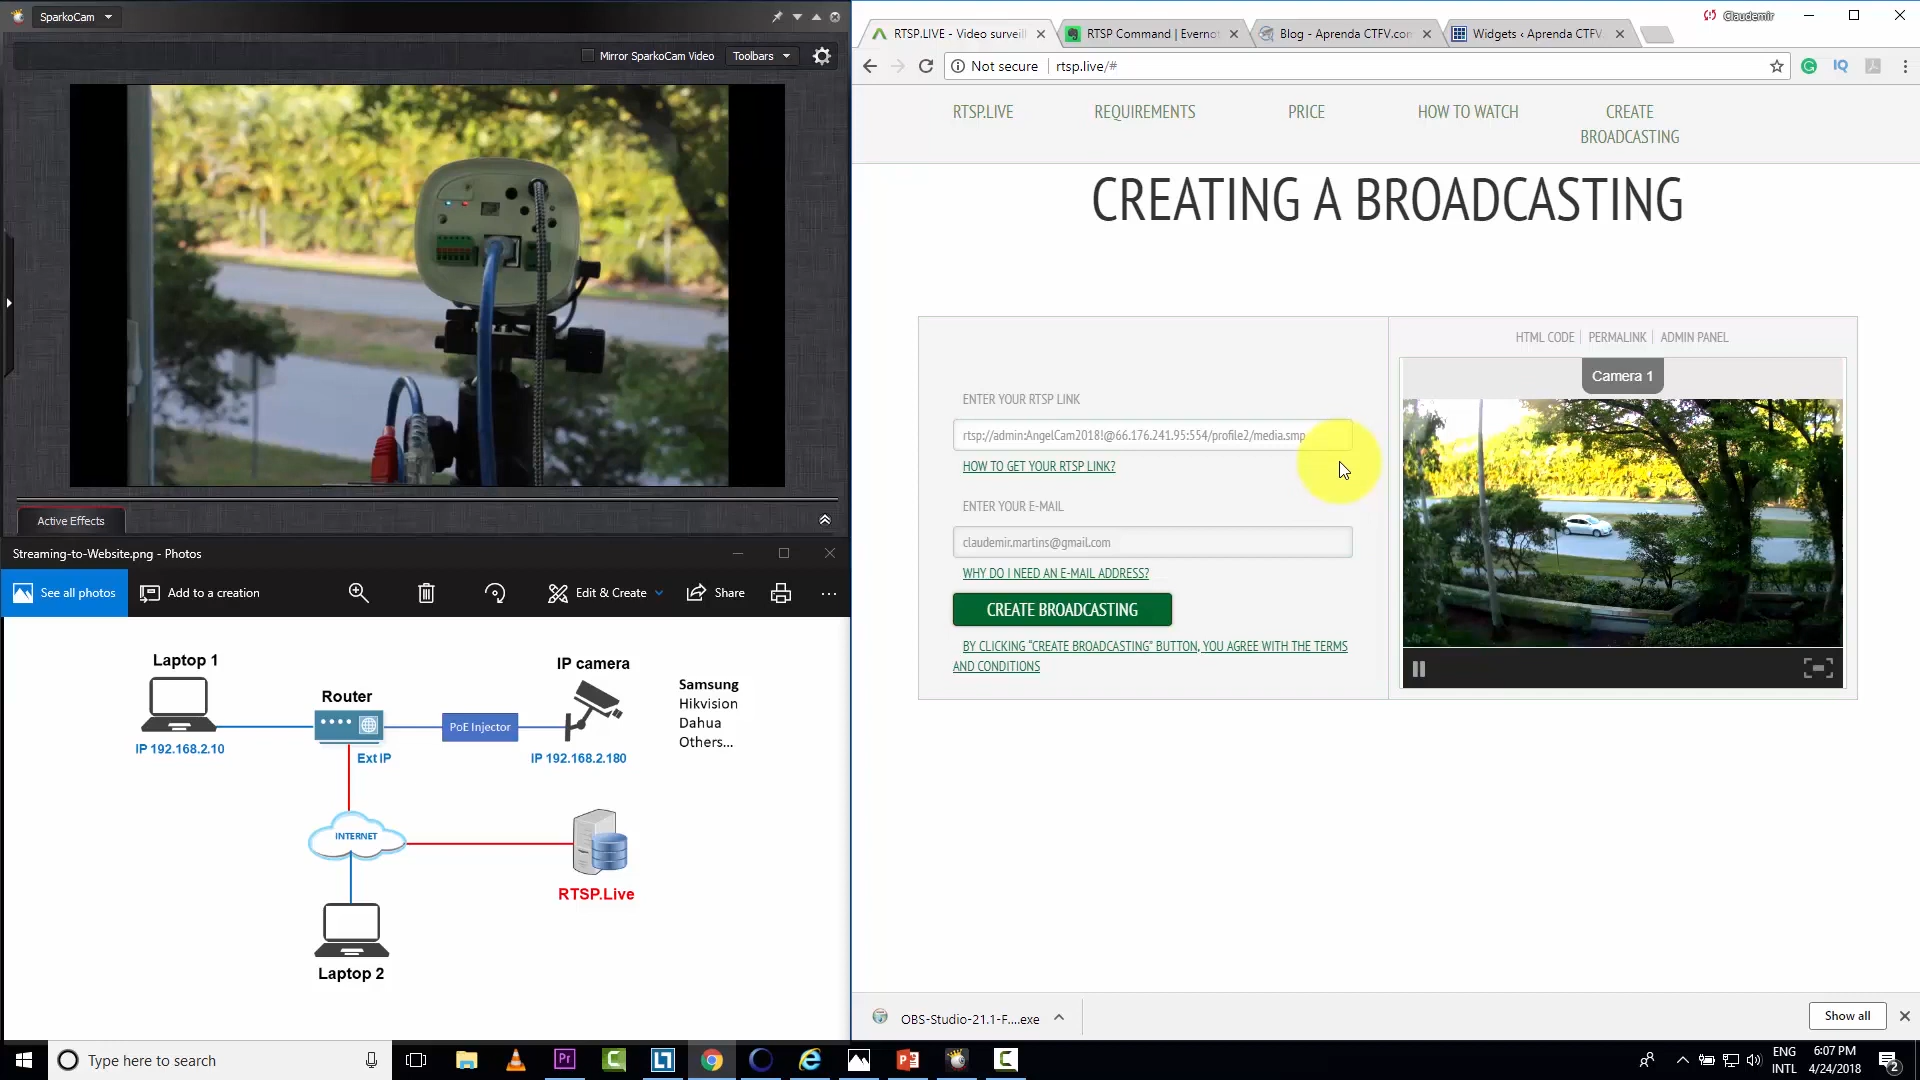 SparkoCam
Mirror SparkoCam Video
Toolbars
Active Effects
Streaming-to-Website.png - Photos
See all photos
Add to a creation
Edit & Create
Share
Laptop 1
IP 192.168.2.10
Router
Ext IP
PoE Injector
IP camera
IP 192.168.2.180
Samsung
Hikvision
Dahua
Others...
INTERNET
RTSP.Live
Laptop 2
Claudemir
RTSP.LIVE - Video surveil
RTSP Command | Evernot
Blog - Aprenda CTFV.com
Widgets ‹ Aprenda CTFV.
Not secure
rtsp.live/#
IQ
RTSP.LIVE
REQUIREMENTS
PRICE
HOW TO WATCH
CREATE
BROADCASTING
CREATING A BROADCASTING
ENTER YOUR RTSP LINK
rtsp://admin:AngelCam2018!@66.176.241.95:554/profile2/media.smp
HOW TO GET YOUR RTSP LINK?
ENTER YOUR E-MAIL
claudemir.martins@gmail.com
WHY DO I NEED AN E-MAIL ADDRESS?
CREATE BROADCASTING
BY CLICKING “CREATE BROADCASTING” BUTTON, YOU AGREE WITH THE TERMS
AND CONDITIONS
HTML CODE
PERMALINK
ADMIN PANEL
Camera 1
OBS-Studio-21.1-F....exe
Show all
Type here to search
Pr
ENG
INTL
6:07 PM
4/24/2018
2